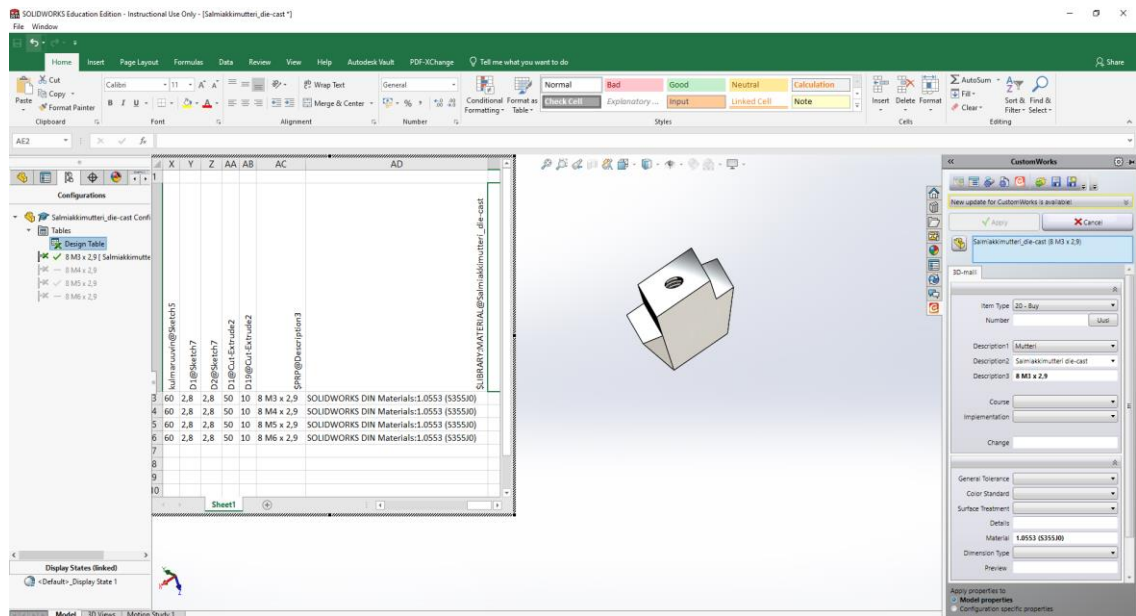 SOLIDWORKS Education Edition - Instructional Use Only - [Salmiakkimutteri_die-cast *]
File Window
Home Insert Page Layout Formulas Data Review View Help Autodesk Vault PDF-XChange Tell me what you want to do Share
Paste
Cut
Copy
Format Painter
Calibri 11
B I U
Wrap Text
Merge & Center
General
Conditional Formatting
Format as Table
Normal Bad Good Neutral Calculation
Check Cell Explanatory ... Input Linked Cell Note
Insert Delete Format
AutoSum
Fill
Clear
Sort & Filter
Find & Select
Clipboard Font Alignment Number Styles Cells Editing
AE2
fx
Configurations
Salmiakkimutteri_die-cast Confi
Tables
Design Table
8 M3 x 2,9 [ Salmiakkimutte
8 M4 x 2,9
8 M5 x 2,9
8 M6 x 2,9
X Y Z AA AB AC AD
1
kulmaruuvin@Sketch5
D1@Sketch7
D2@Sketch7
D1@Cut-Extrude2
D19@Cut-Extrude2
$PRP@Description3
$LIBRARY:MATERIAL@Salmiakkimutteri_die-cast
3 60 2,8 2,8 50 10 8 M3 x 2,9 SOLIDWORKS DIN Materials:1.0553 (S355J0)
4 60 2,8 2,8 50 10 8 M4 x 2,9 SOLIDWORKS DIN Materials:1.0553 (S355J0)
5 60 2,8 2,8 50 10 8 M5 x 2,9 SOLIDWORKS DIN Materials:1.0553 (S355J0)
6 60 2,8 2,8 50 10 8 M6 x 2,9 SOLIDWORKS DIN Materials:1.0553 (S355J0)
7
8
9
10
Sheet1
CustomWorks
New update for CustomWorks is available!
Apply Cancel
Salmiakkimutteri_die-cast (8 M3 x 2,9)
3D-malli
Item Type 20 - Buy
Number Uusi
Description1 Mutteri
Description2 Salmiakkimutteri die-cast
Description3 8 M3 x 2,9
Course
Implementation
Change
General Tolerance
Color Standard
Surface Treatment
Details
Material 1.0553 (S355J0)
Dimension Type
Preview
Apply properties to
Model properties
Configuration specific properties
Display States (linked)
<Default>_Display State 1
Model 3D Views Motion Study 1